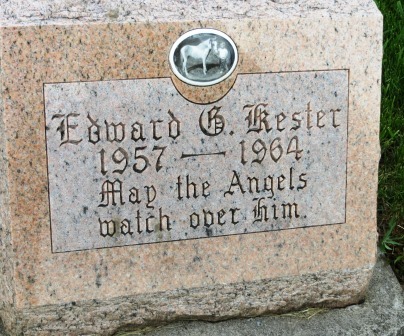 Edward G. Kester
1957 — 1964
May the Angels
watch over him.